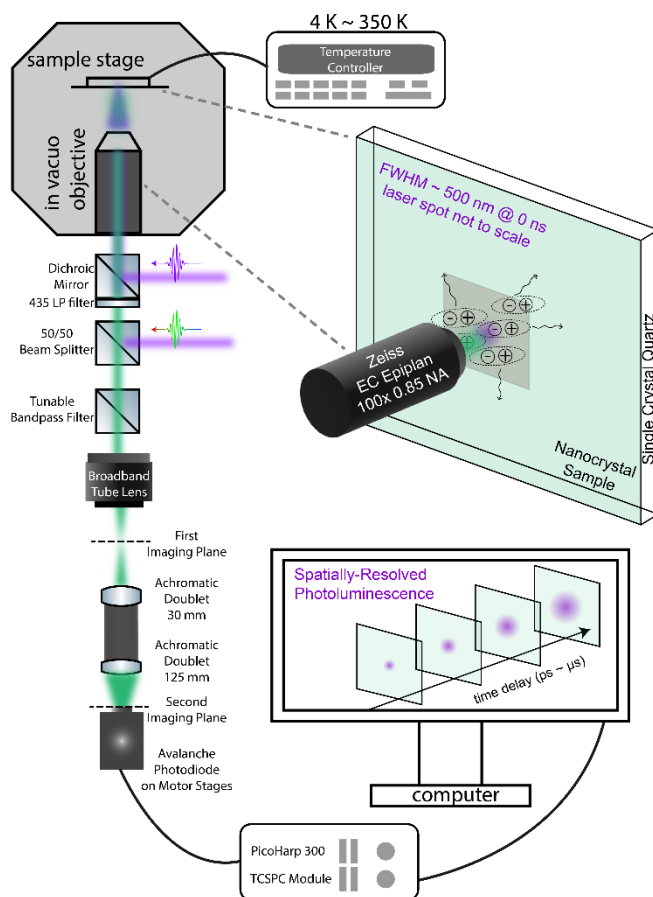 4 K ~ 350 K
Temperature
Controller
sample stage
in vacuo
objective
FWHM ~ 500 nm @ 0 ns
laser spot not to scale
Dichroic
Mirror
435 LP filter
50/50
Beam Splitter
Tunable
Bandpass Filter
Zeiss
EC Epiplan
100x 0.85 NA
Single Crystal Quartz
Nanocrystal
Sample
Broadband
Tube Lens
First
Imaging Plane
Achromatic
Doublet
30 mm
Achromatic
Doublet
125 mm
Second
Imaging Plane
Avalanche
Photodiode
on Motor Stages
Spatially-Resolved
Photoluminescence
time delay (ps ~ µs)
computer
PicoHarp 300
TCSPC Module